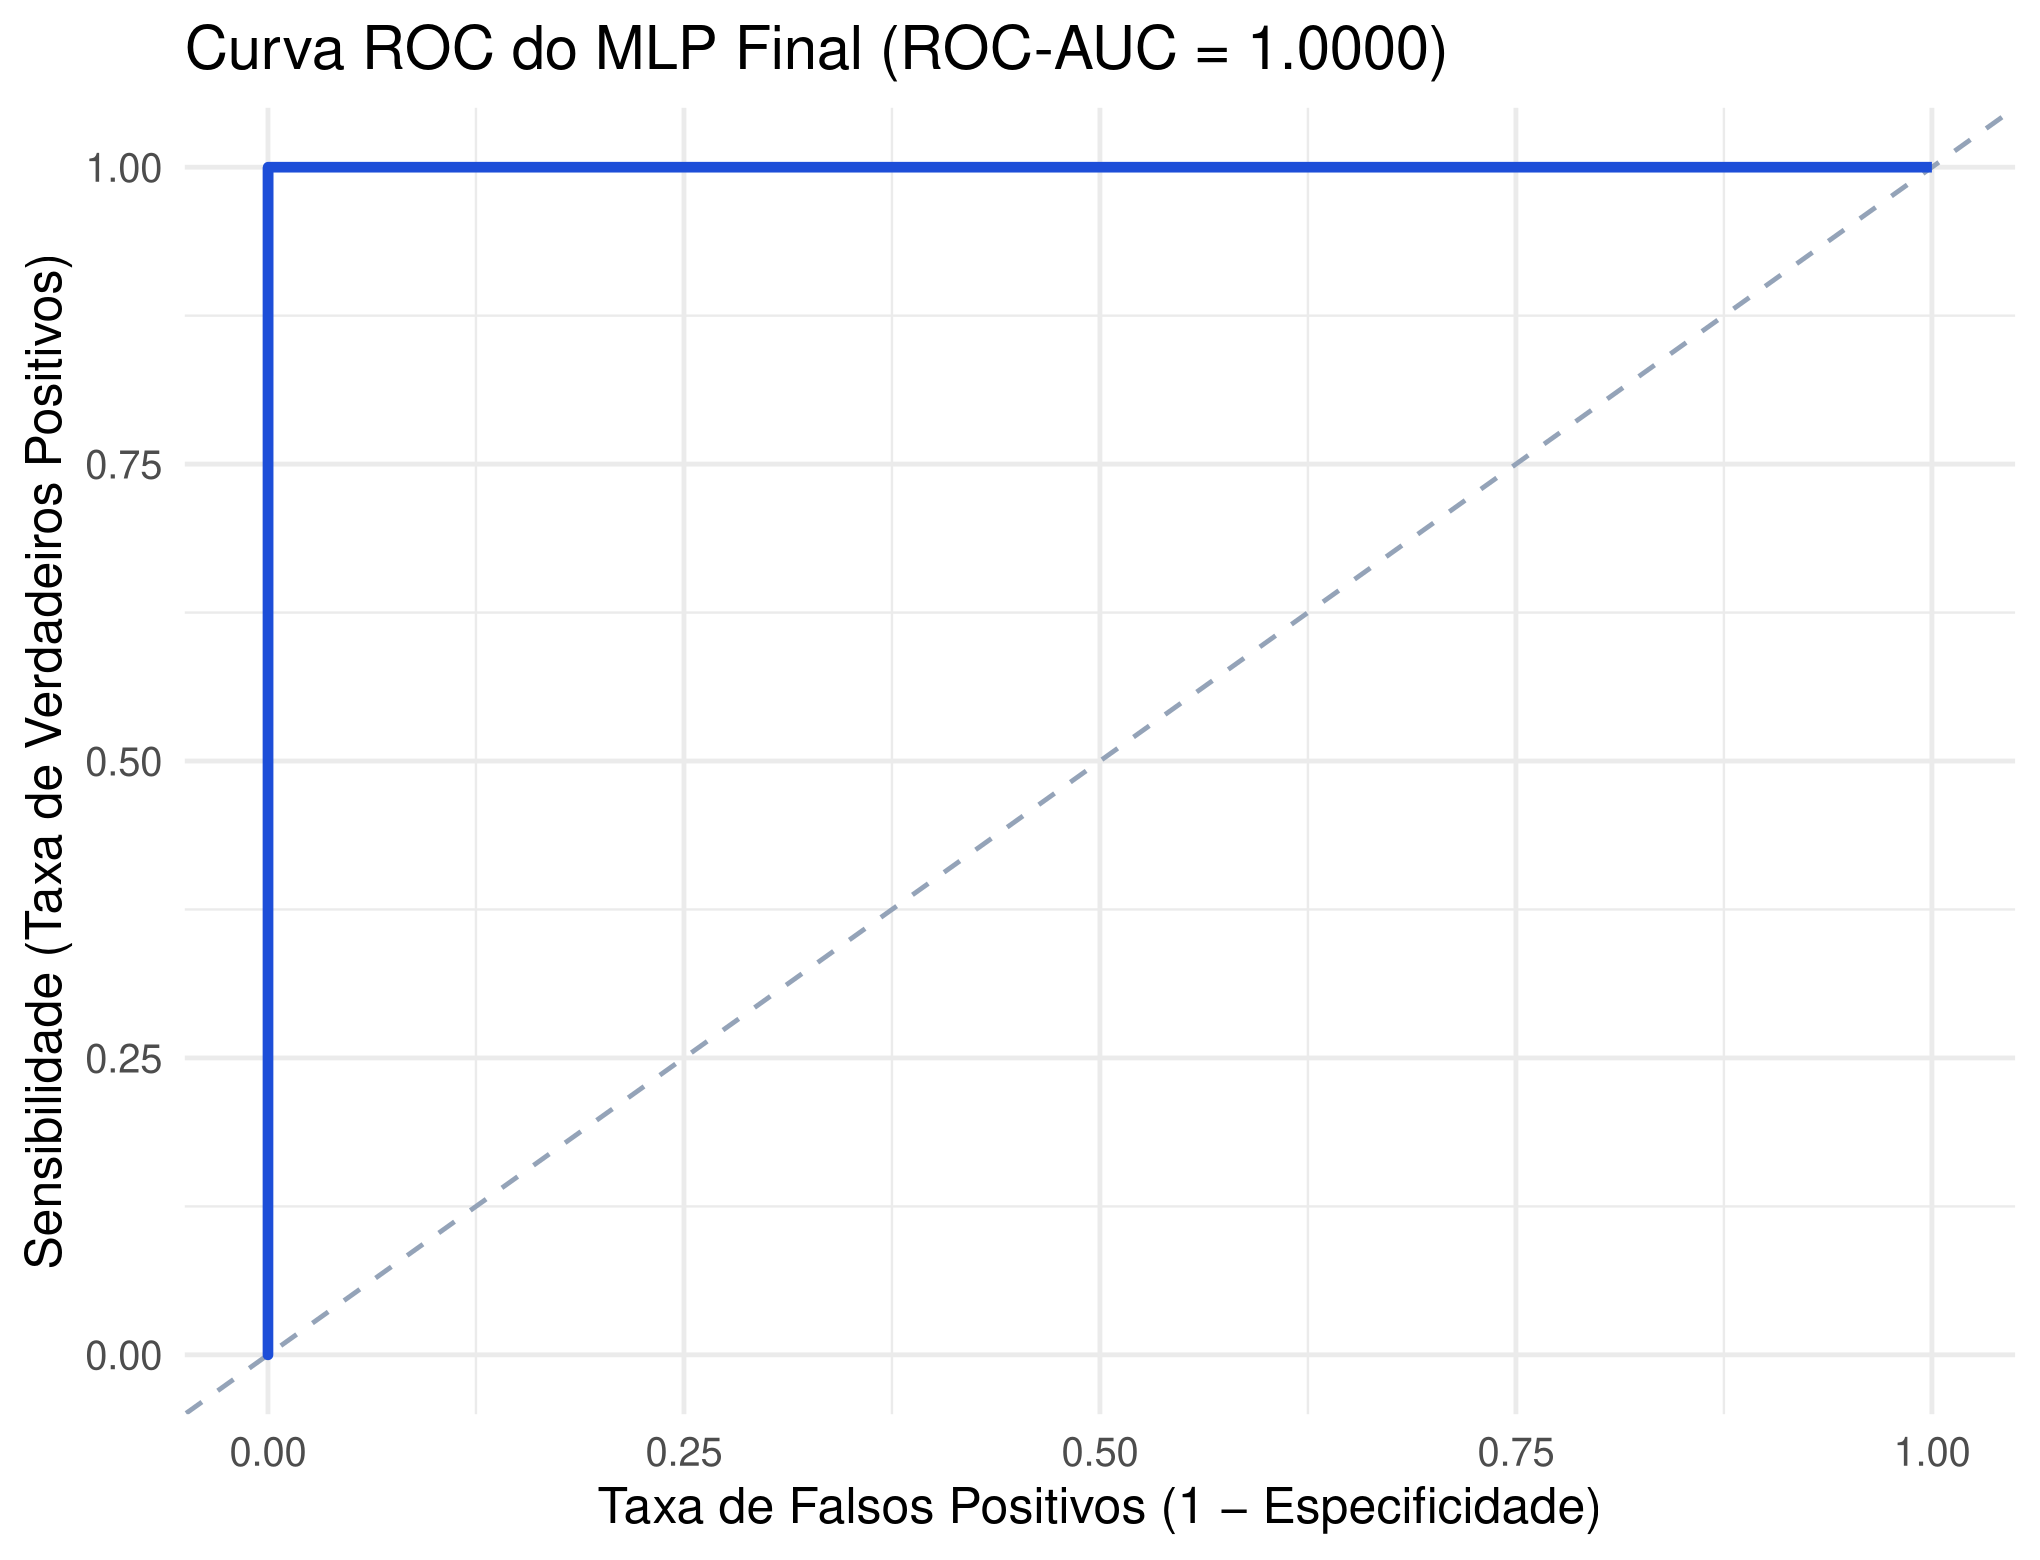 Curva ROC do MLP Final (ROC-AUC = 1.0000)
Sensibilidade (Taxa de Verdadeiros Positivos)
1.00
0.75
0.50
0.25
0.00
0.00 0.25 0.50 0.75 1.00
Taxa de Falsos Positivos (1 − Especificidade)